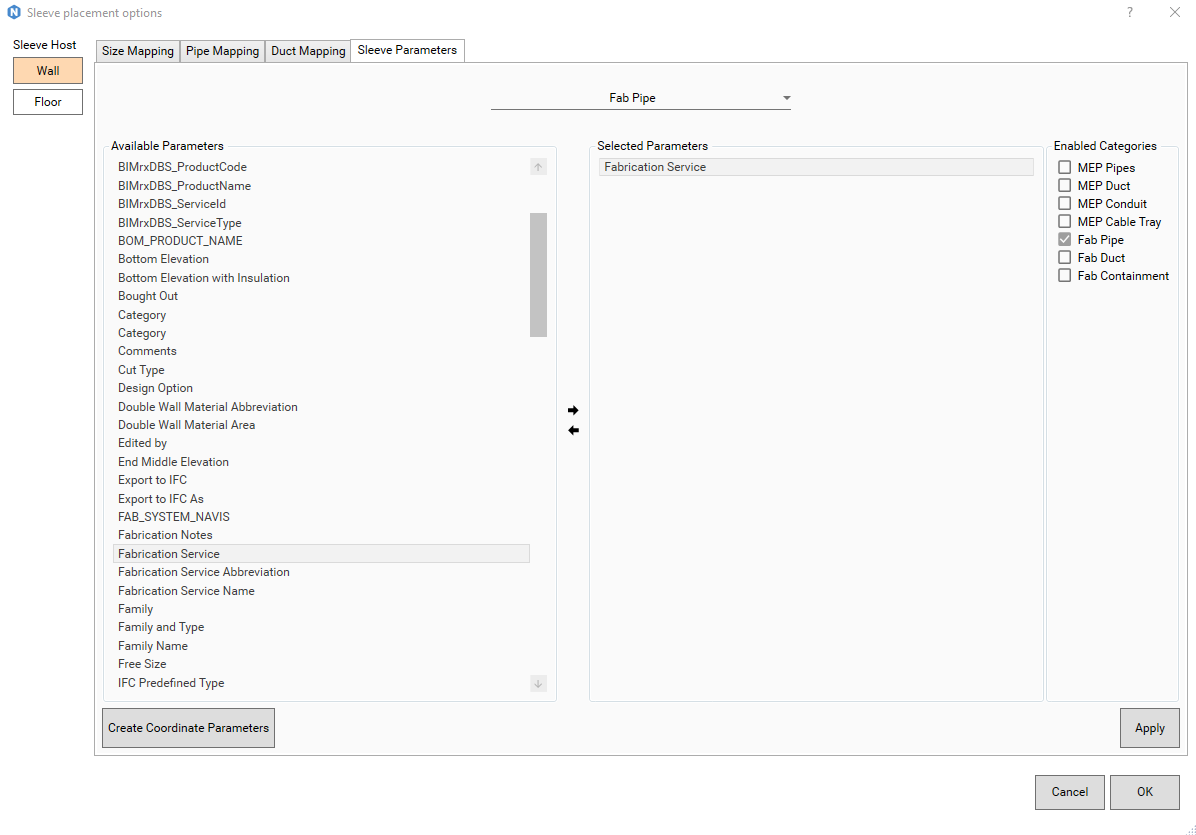 Sleeve placement options
?
Sleeve Host
Wall
Floor
Size Mapping
Pipe Mapping
Duct Mapping
Sleeve Parameters
Fab Pipe
Available Parameters
BIMrxDBS_ProductCode
BIMrxDBS_ProductName
BIMrxDBS_ServiceId
BIMrxDBS_ServiceType
BOM_PRODUCT_NAME
Bottom Elevation
Bottom Elevation with Insulation
Bought Out
Category
Category
Comments
Cut Type
Design Option
Double Wall Material Abbreviation
Double Wall Material Area
Edited by
End Middle Elevation
Export to IFC
Export to IFC As
FAB_SYSTEM_NAVIS
Fabrication Notes
Fabrication Service
Fabrication Service Abbreviation
Fabrication Service Name
Family
Family and Type
Family Name
Free Size
IFC Predefined Type
Selected Parameters
Fabrication Service
Enabled Categories
MEP Pipes
MEP Duct
MEP Conduit
MEP Cable Tray
Fab Pipe
Fab Duct
Fab Containment
Create Coordinate Parameters
Apply
Cancel
OK